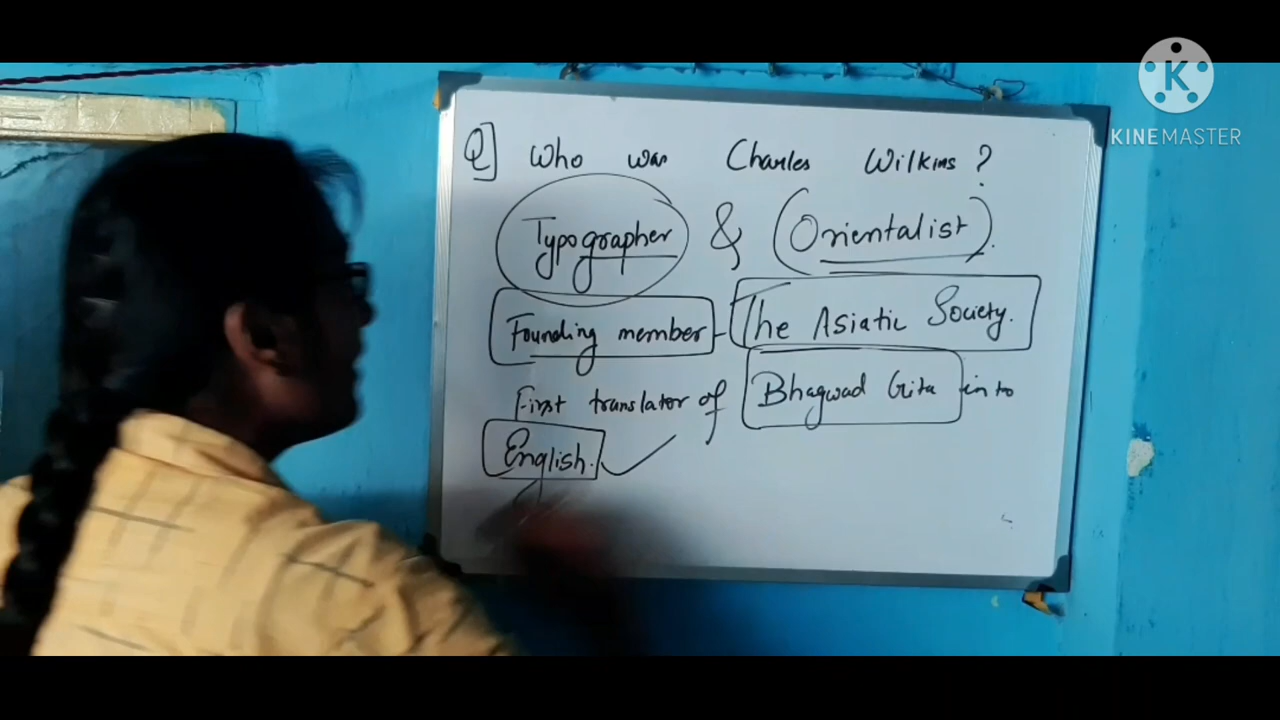 Q] Who was Charles Wilkins?
Typographer & (Orientalist).
Founding member - The Asiatic Society.
First translator of Bhagwad Gita into
English.
KINEMASTER